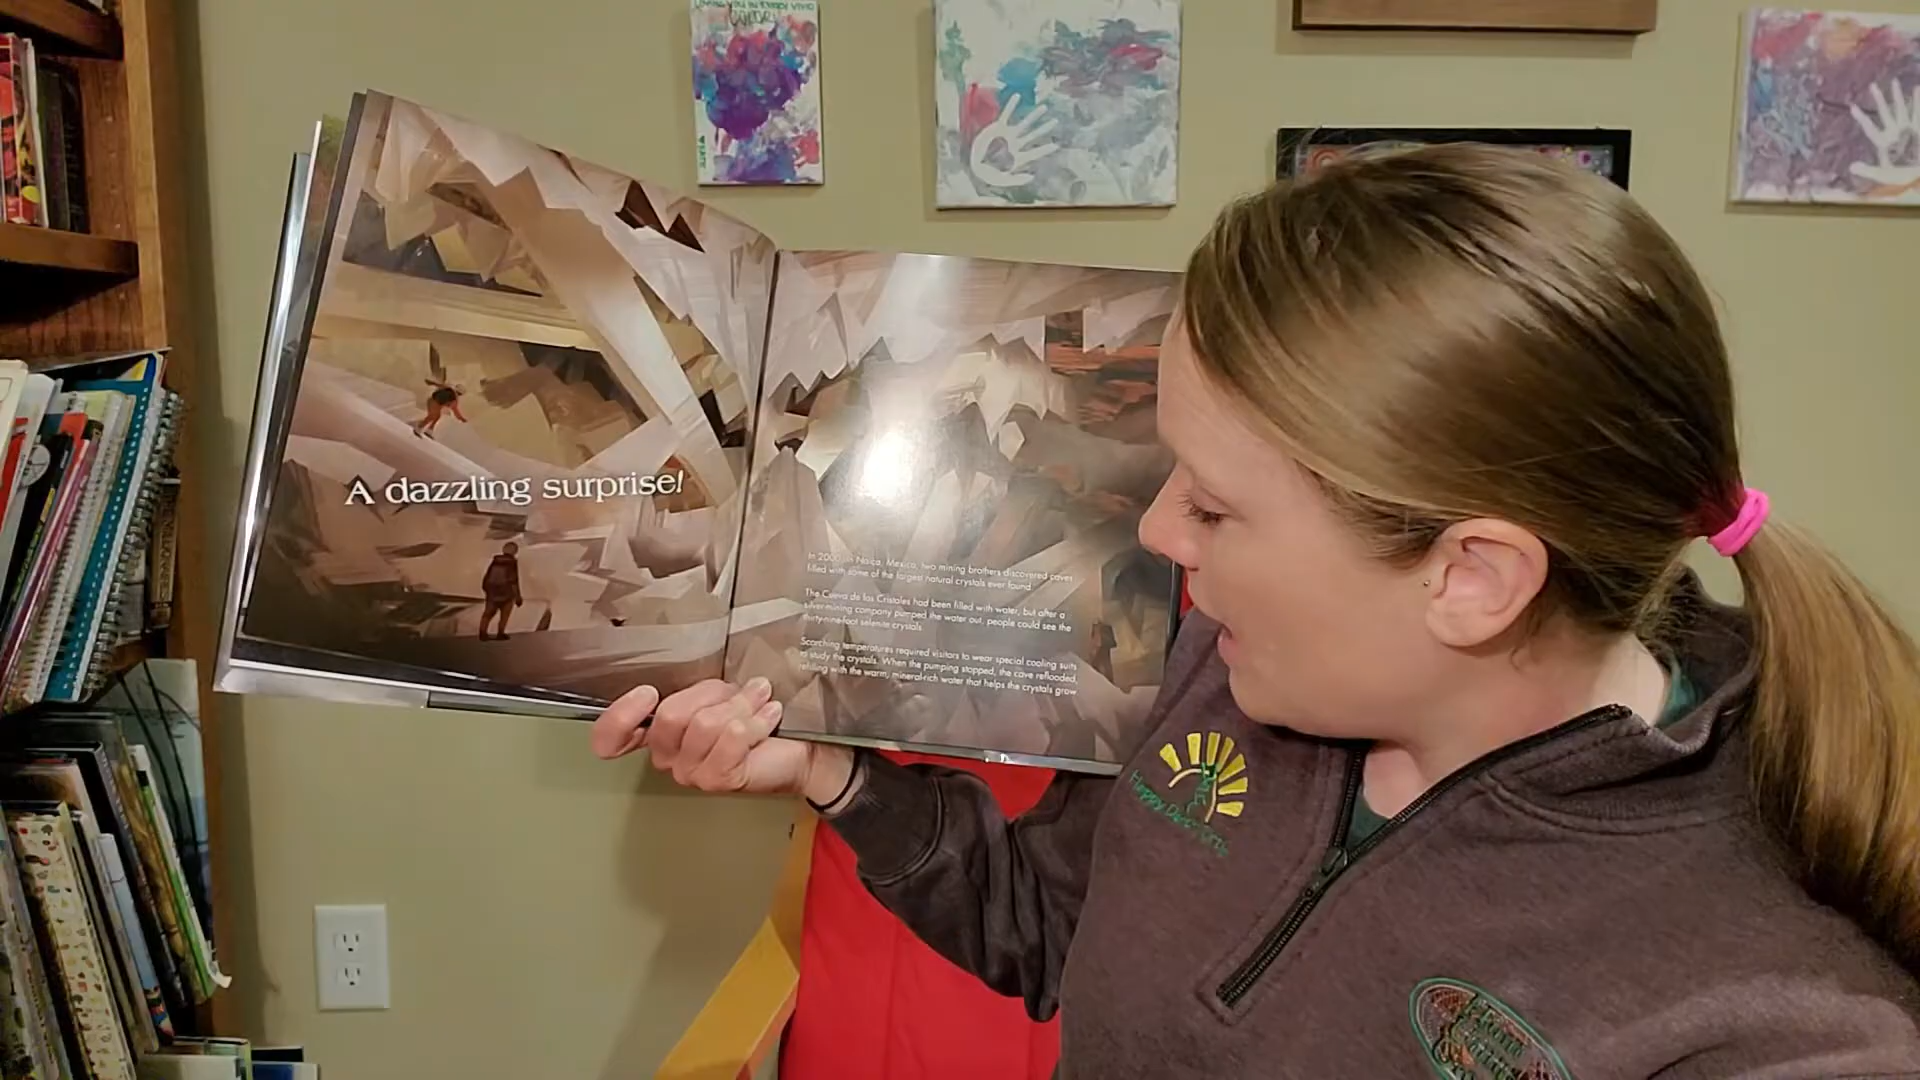 COLOR
A dazzling surprise!
In 2000, in Naica, Mexico, two mining brothers discovered caves
filled with some of the largest natural crystals ever found.
The Cueva de los Cristales had been filled with water, but after a
silver-mining company pumped the water out, people could see the
thirty-nine-foot selenite crystals.
Scorching temperatures required visitors to wear special cooling suits
to study the crystals. When the pumping stopped, the cave reflooded,
refilling with the warm, mineral-rich water that helps the crystals grow
Happy Dirt